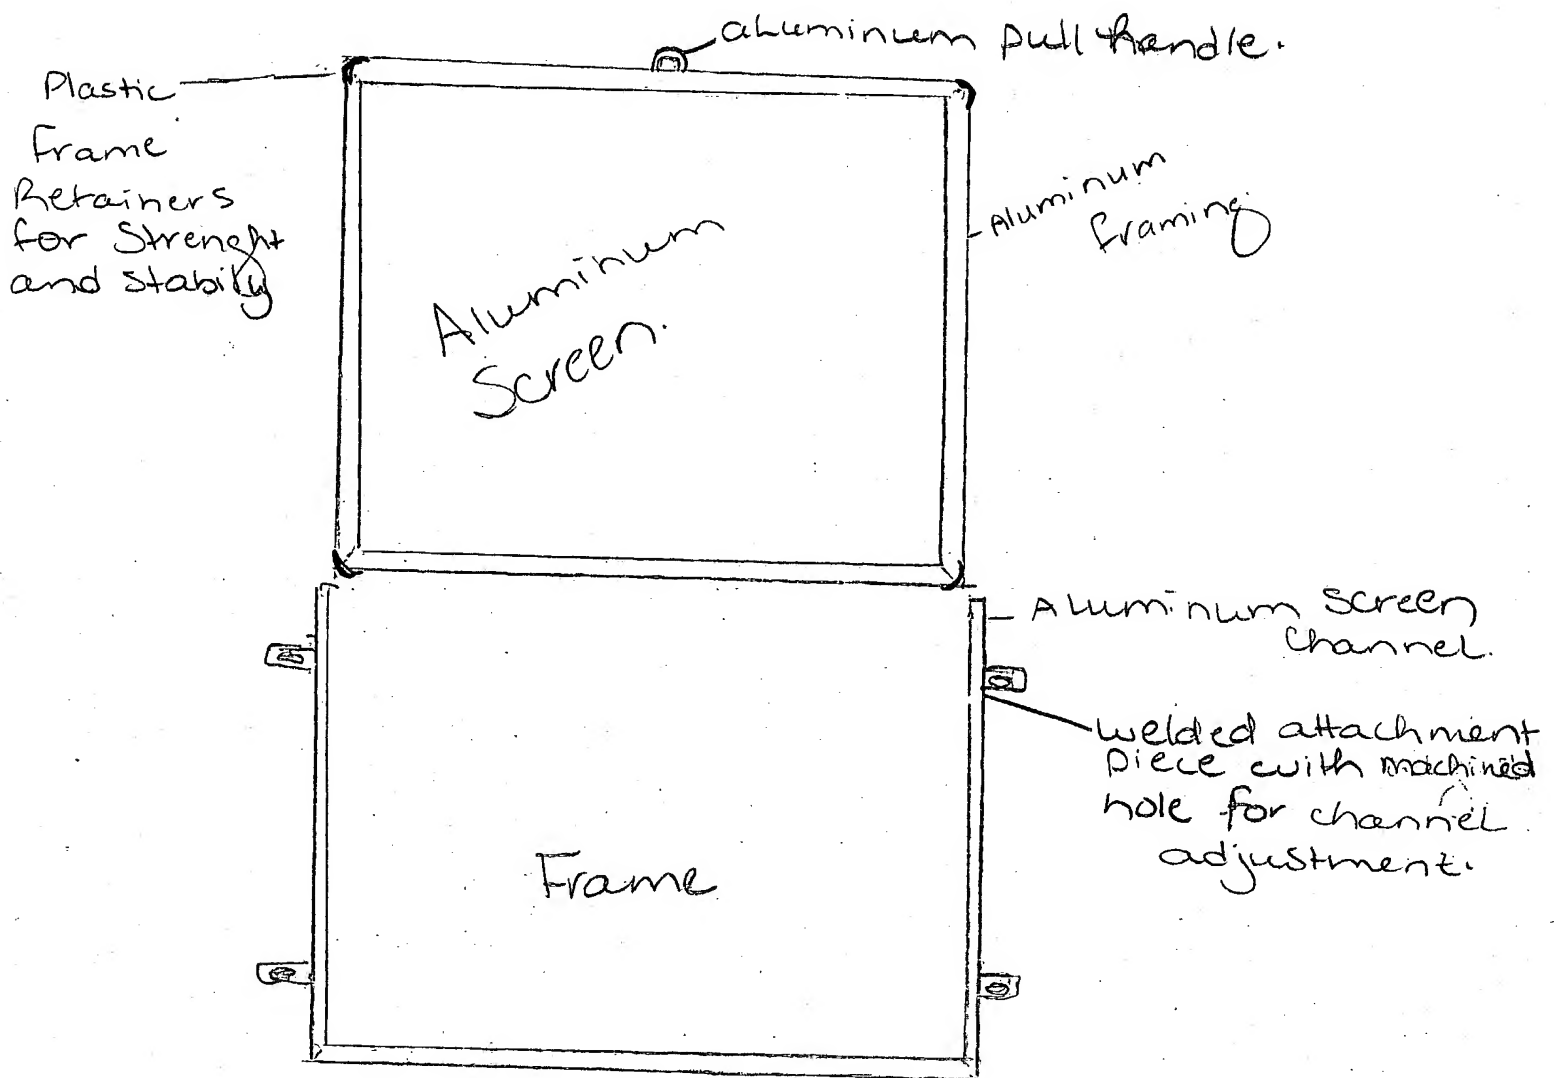 aluminum pull handle.
Plastic
Frame
Retainers
for Strenght
and stabiliy
Aluminum
framing
Aluminum
Screen.
Aluminum screen
channel.
welded attachment
piece with machined
hole for channel
adjustment.
Frame